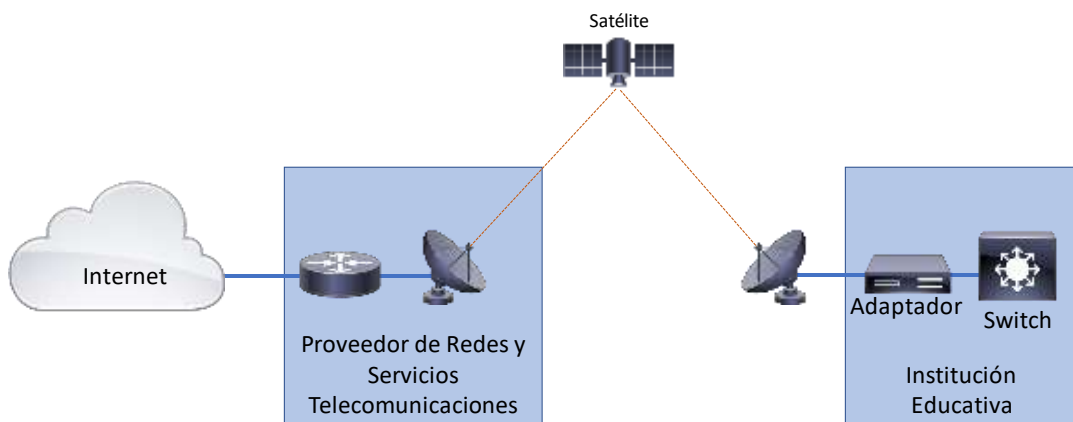 Satélite
Internet
Proveedor de Redes y
Servicios
Telecomunicaciones
Adaptador
Switch
Institución
Educativa